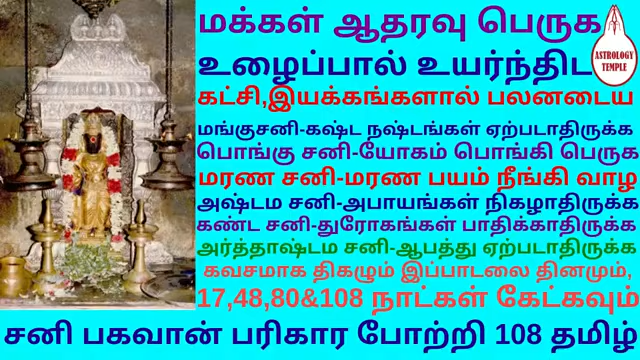 மக்கள் ஆதரவு பெருக
ASTROLOGY
TEMPLE
உழைப்பால் உயர்ந்திட
கட்சி,இயக்கங்களால் பலனடைய
மங்குசனி-கஷ்ட நஷ்டங்கள் ஏற்படாதிருக்க
பொங்கு சனி-யோகம் பொங்கி பெருக
மரண சனி-மரண பயம் நீங்கி வாழ
அஷ்டம சனி-அபாயங்கள் நிகழாதிருக்க
கண்ட சனி-துரோகங்கள் பாதிக்காதிருக்க
அர்த்தாஷ்டம சனி-ஆபத்து ஏற்படாதிருக்க
கவசமாக திகழும் இப்பாடலை தினமும்,
17,48,80&108 நாட்கள் கேட்கவும்
சனி பகவான் பரிகார போற்றி 108 தமிழ்